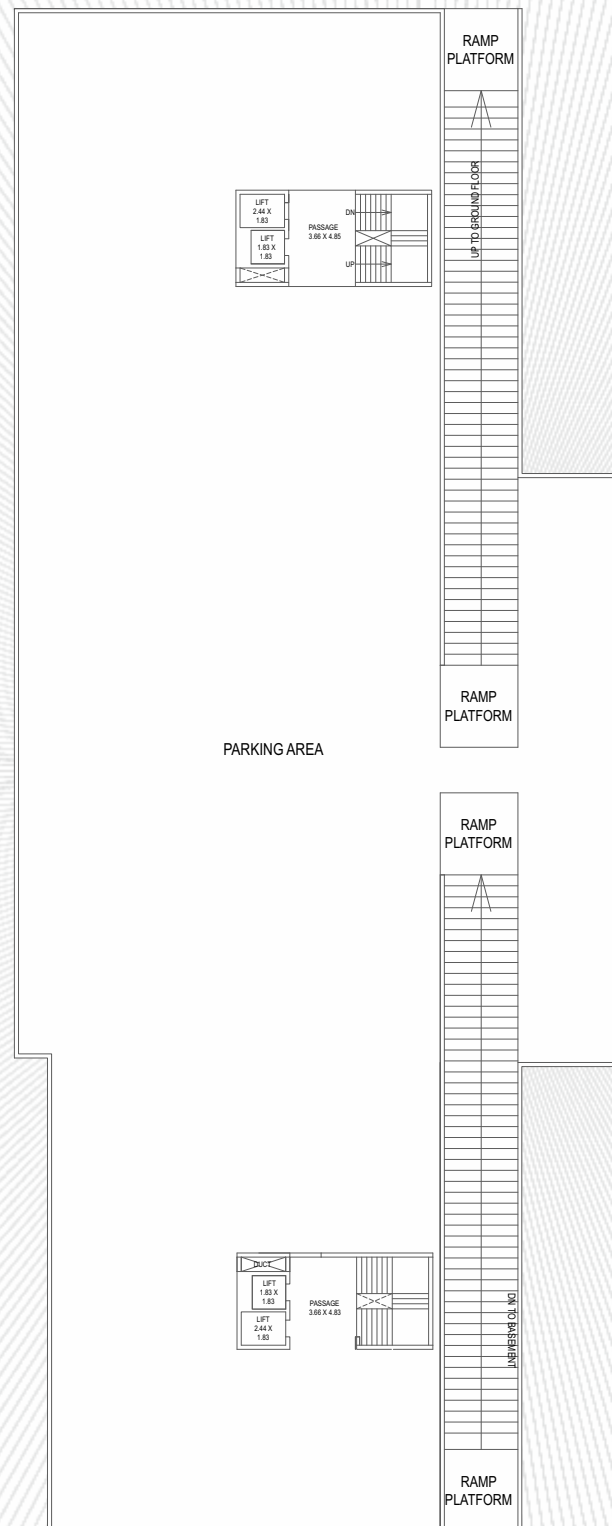 RAMP
PLATFORM
UP TO GROUND FLOOR
LIFT
2.44 X
1.83
LIFT
1.83 X
1.83
PASSAGE
3.66 X 4.85
DN
UP
RAMP
PLATFORM
PARKING AREA
RAMP
PLATFORM
DUCT
LIFT
1.83 X
1.83
LIFT
2.44 X
1.83
PASSAGE
3.66 X 4.83
DN TO BASEMENT
RAMP
PLATFORM